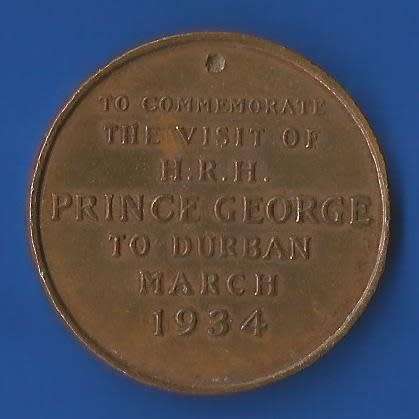 TO COMMEMORATE
THE VISIT OF
H.R.H.
PRINCE GEORGE
TO DURBAN
MARCH
1934